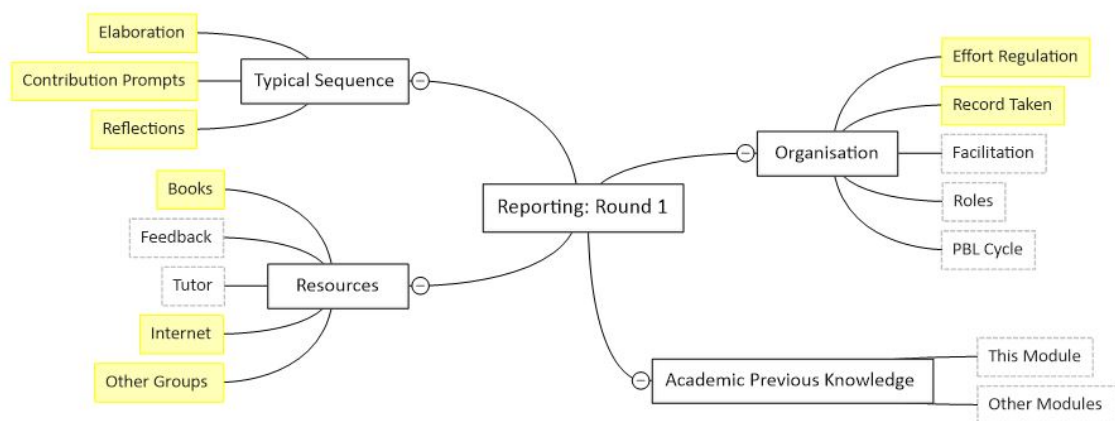 Elaboration
Contribution Prompts
Reflections
Typical Sequence
Books
Feedback
Tutor
Internet
Other Groups
Resources
Reporting: Round 1
Effort Regulation
Record Taken
Facilitation
Roles
PBL Cycle
Organisation
This Module
Other Modules
Academic Previous Knowledge